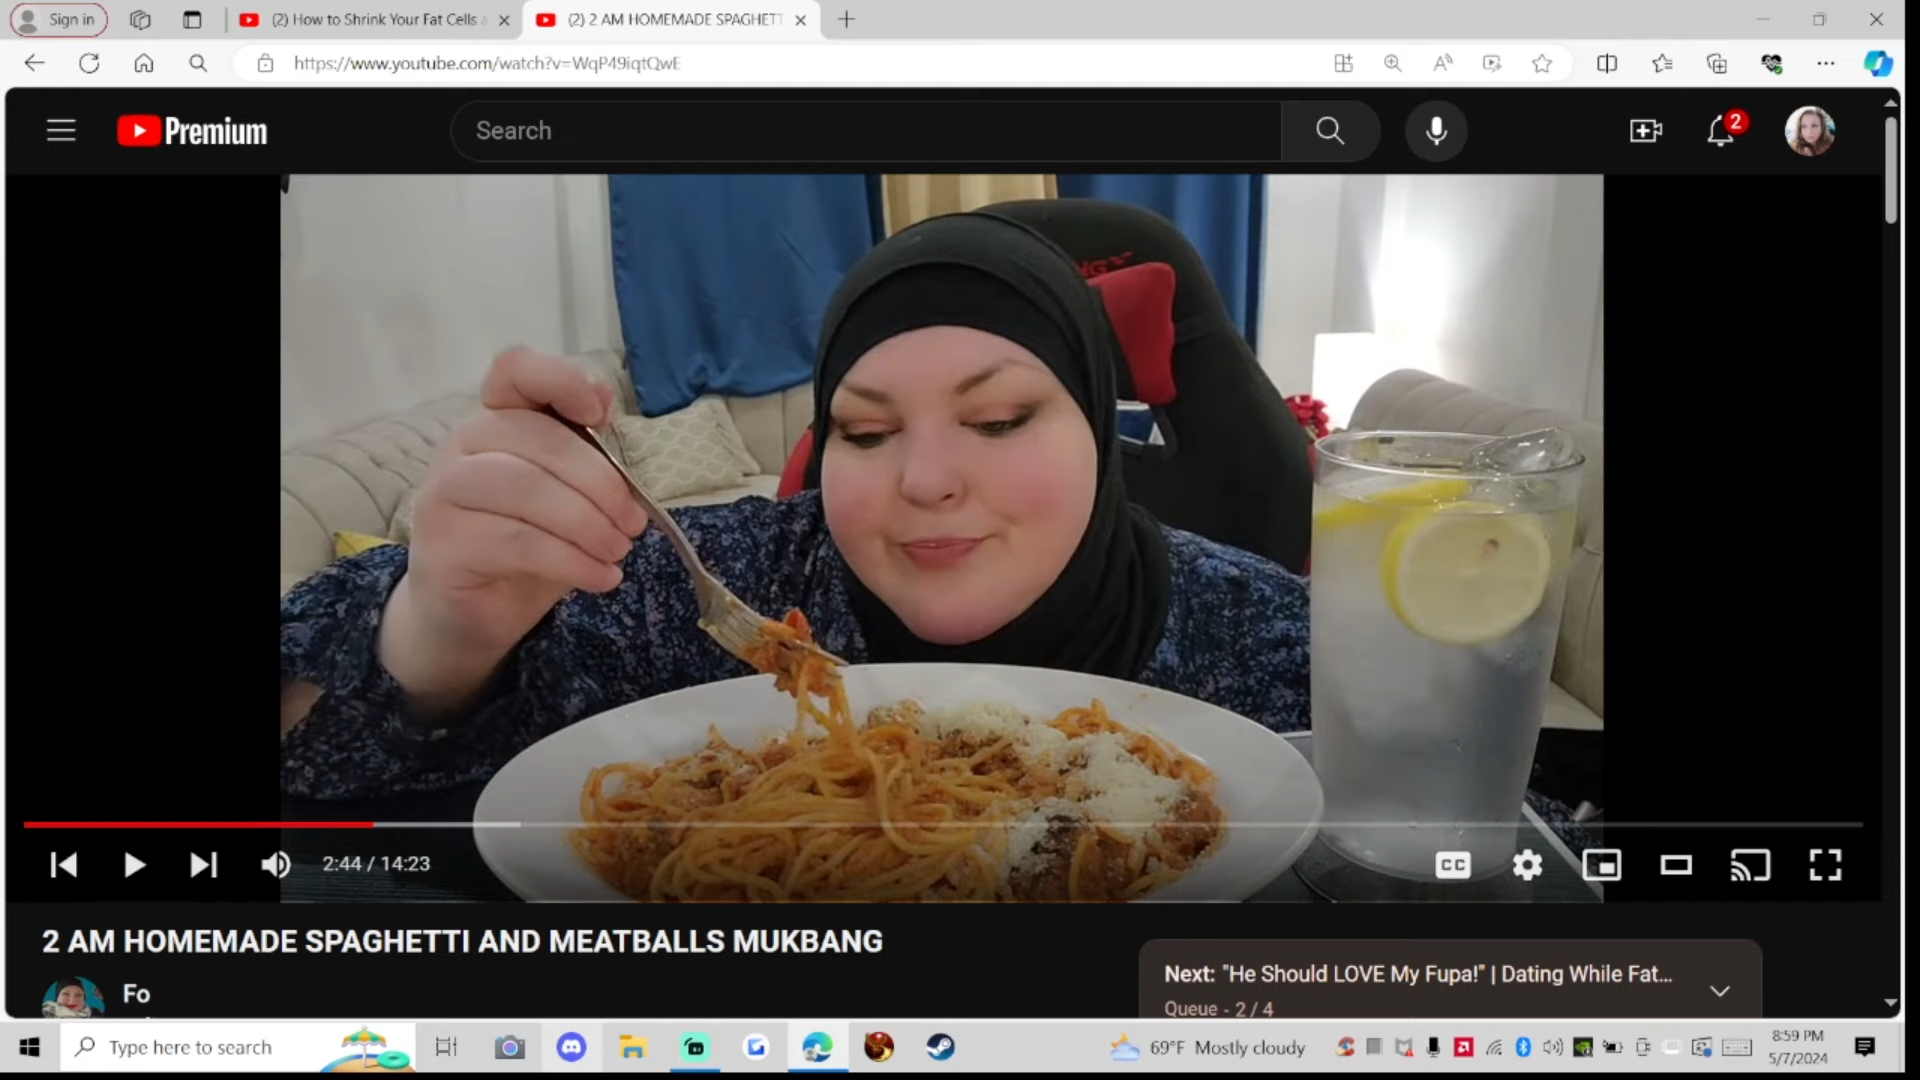 Sign in
(2) How to Shrink Your Fat Cells
(2) 2 AM HOMEMADE SPAGHETT
https://www.youtube.com/watch?v=WqP49iqtQwE
Premium
Search
2
2:44 / 14:23
CC
2 AM HOMEMADE SPAGHETTI AND MEATBALLS MUKBANG
Fo
Next: "He Should LOVE My Fupa!" | Dating While Fat...
Queue - 2 / 4
Type here to search
69°F Mostly cloudy
8:59 PM
5/7/2024